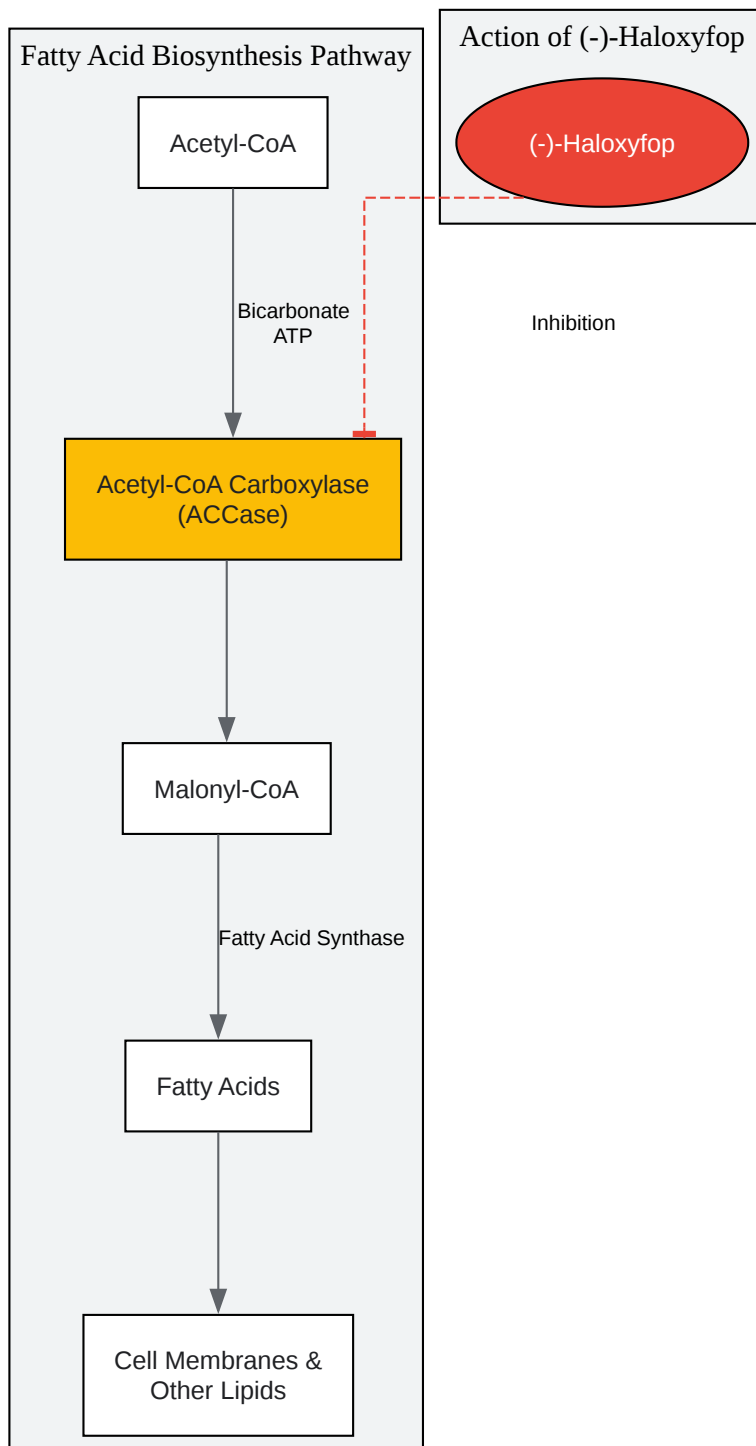 Fatty Acid Biosynthesis Pathway
Acetyl-CoA
Bicarbonate
ATP
Acetyl-CoA Carboxylase
(ACCase)
Malonyl-CoA
Fatty Acid Synthase
Fatty Acids
Cell Membranes &
Other Lipids
Action of (-)-Haloxyfop
(-)-Haloxyfop
Inhibition